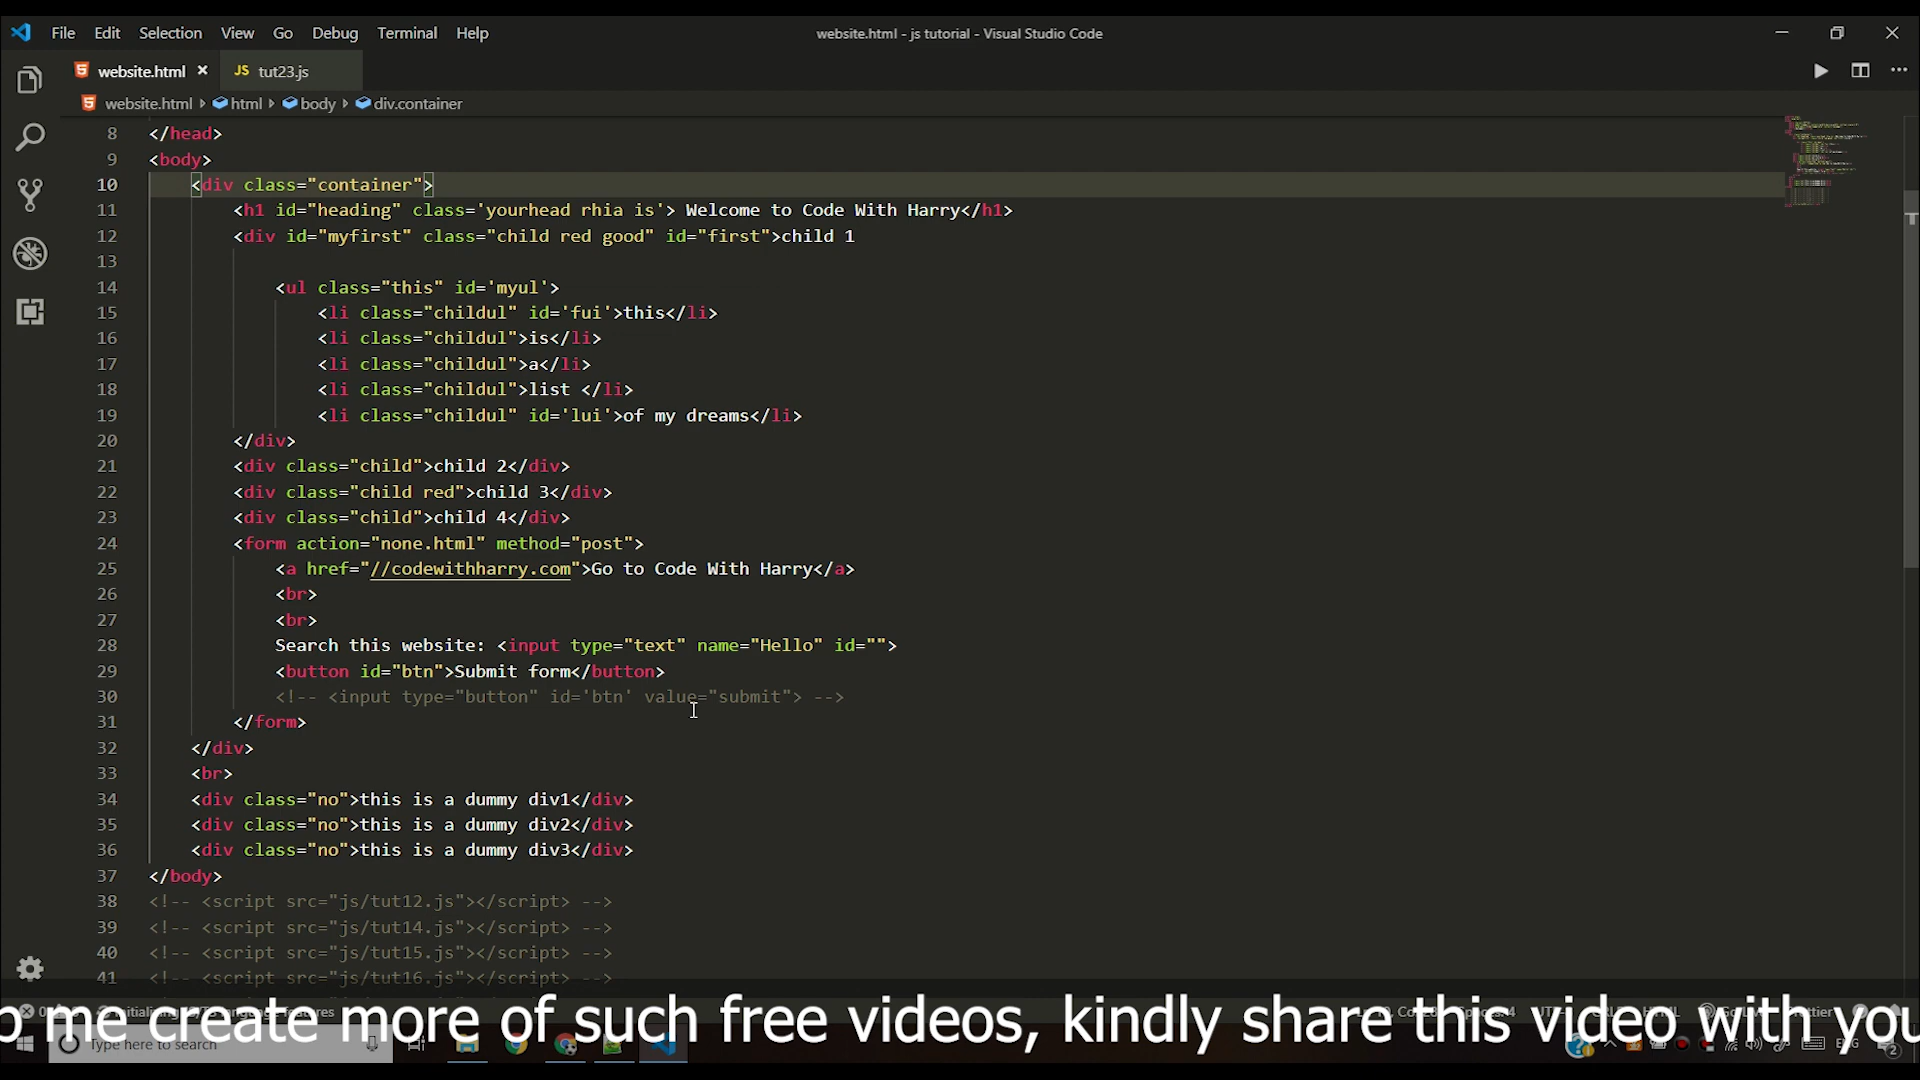 File Edit Selection View Go Debug Terminal Help website.html - js tutorial - Visual Studio Code
website.html JS tut23.js
website.html html body div.container
8 </head>
9 <body>
10 <div class="container">
11 <h1 id="heading" class='yourhead rhia is'> Welcome to Code With Harry</h1>
12 <div id="myfirst" class="child red good" id="first">child 1
13
14 <ul class="this" id='myul'>
15 <li class="childul" id='fui'>this</li>
16 <li class="childul">is</li>
17 <li class="childul">a</li>
18 <li class="childul">list </li>
19 <li class="childul" id='lui'>of my dreams</li>
20 </div>
21 <div class="child">child 2</div>
22 <div class="child red">child 3</div>
23 <div class="child">child 4</div>
24 <form action="none.html" method="post">
25 <a href="//codewithharry.com">Go to Code With Harry</a>
26 <br>
27 <br>
28 Search this website: <input type="text" name="Hello" id="">
29 <button id="btn">Submit form</button>
30 <!-- <input type="button" id='btn' value="submit"> -->
31 </form>
32 </div>
33 <br>
34 <div class="no">this is a dummy div1</div>
35 <div class="no">this is a dummy div2</div>
36 <div class="no">this is a dummy div3</div>
37 </body>
38 <!-- <script src="js/tut12.js"></script> -->
39 <!-- <script src="js/tut14.js"></script> -->
40 <!-- <script src="js/tut15.js"></script> -->
41 <!-- <script src="js/tut16.js"></script> -->
p me create more of such free videos, kindly share this video with you
Type here to search